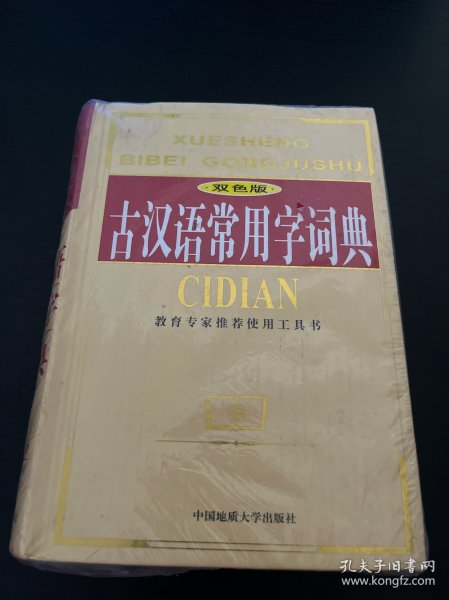 XUESHENG
BIBEI GONGJUSHU
·双色版·
古汉语常用字词典
CIDIAN
教育专家推荐使用工具书
中国地质大学出版社
孔夫子旧书网
www.kongfz.com